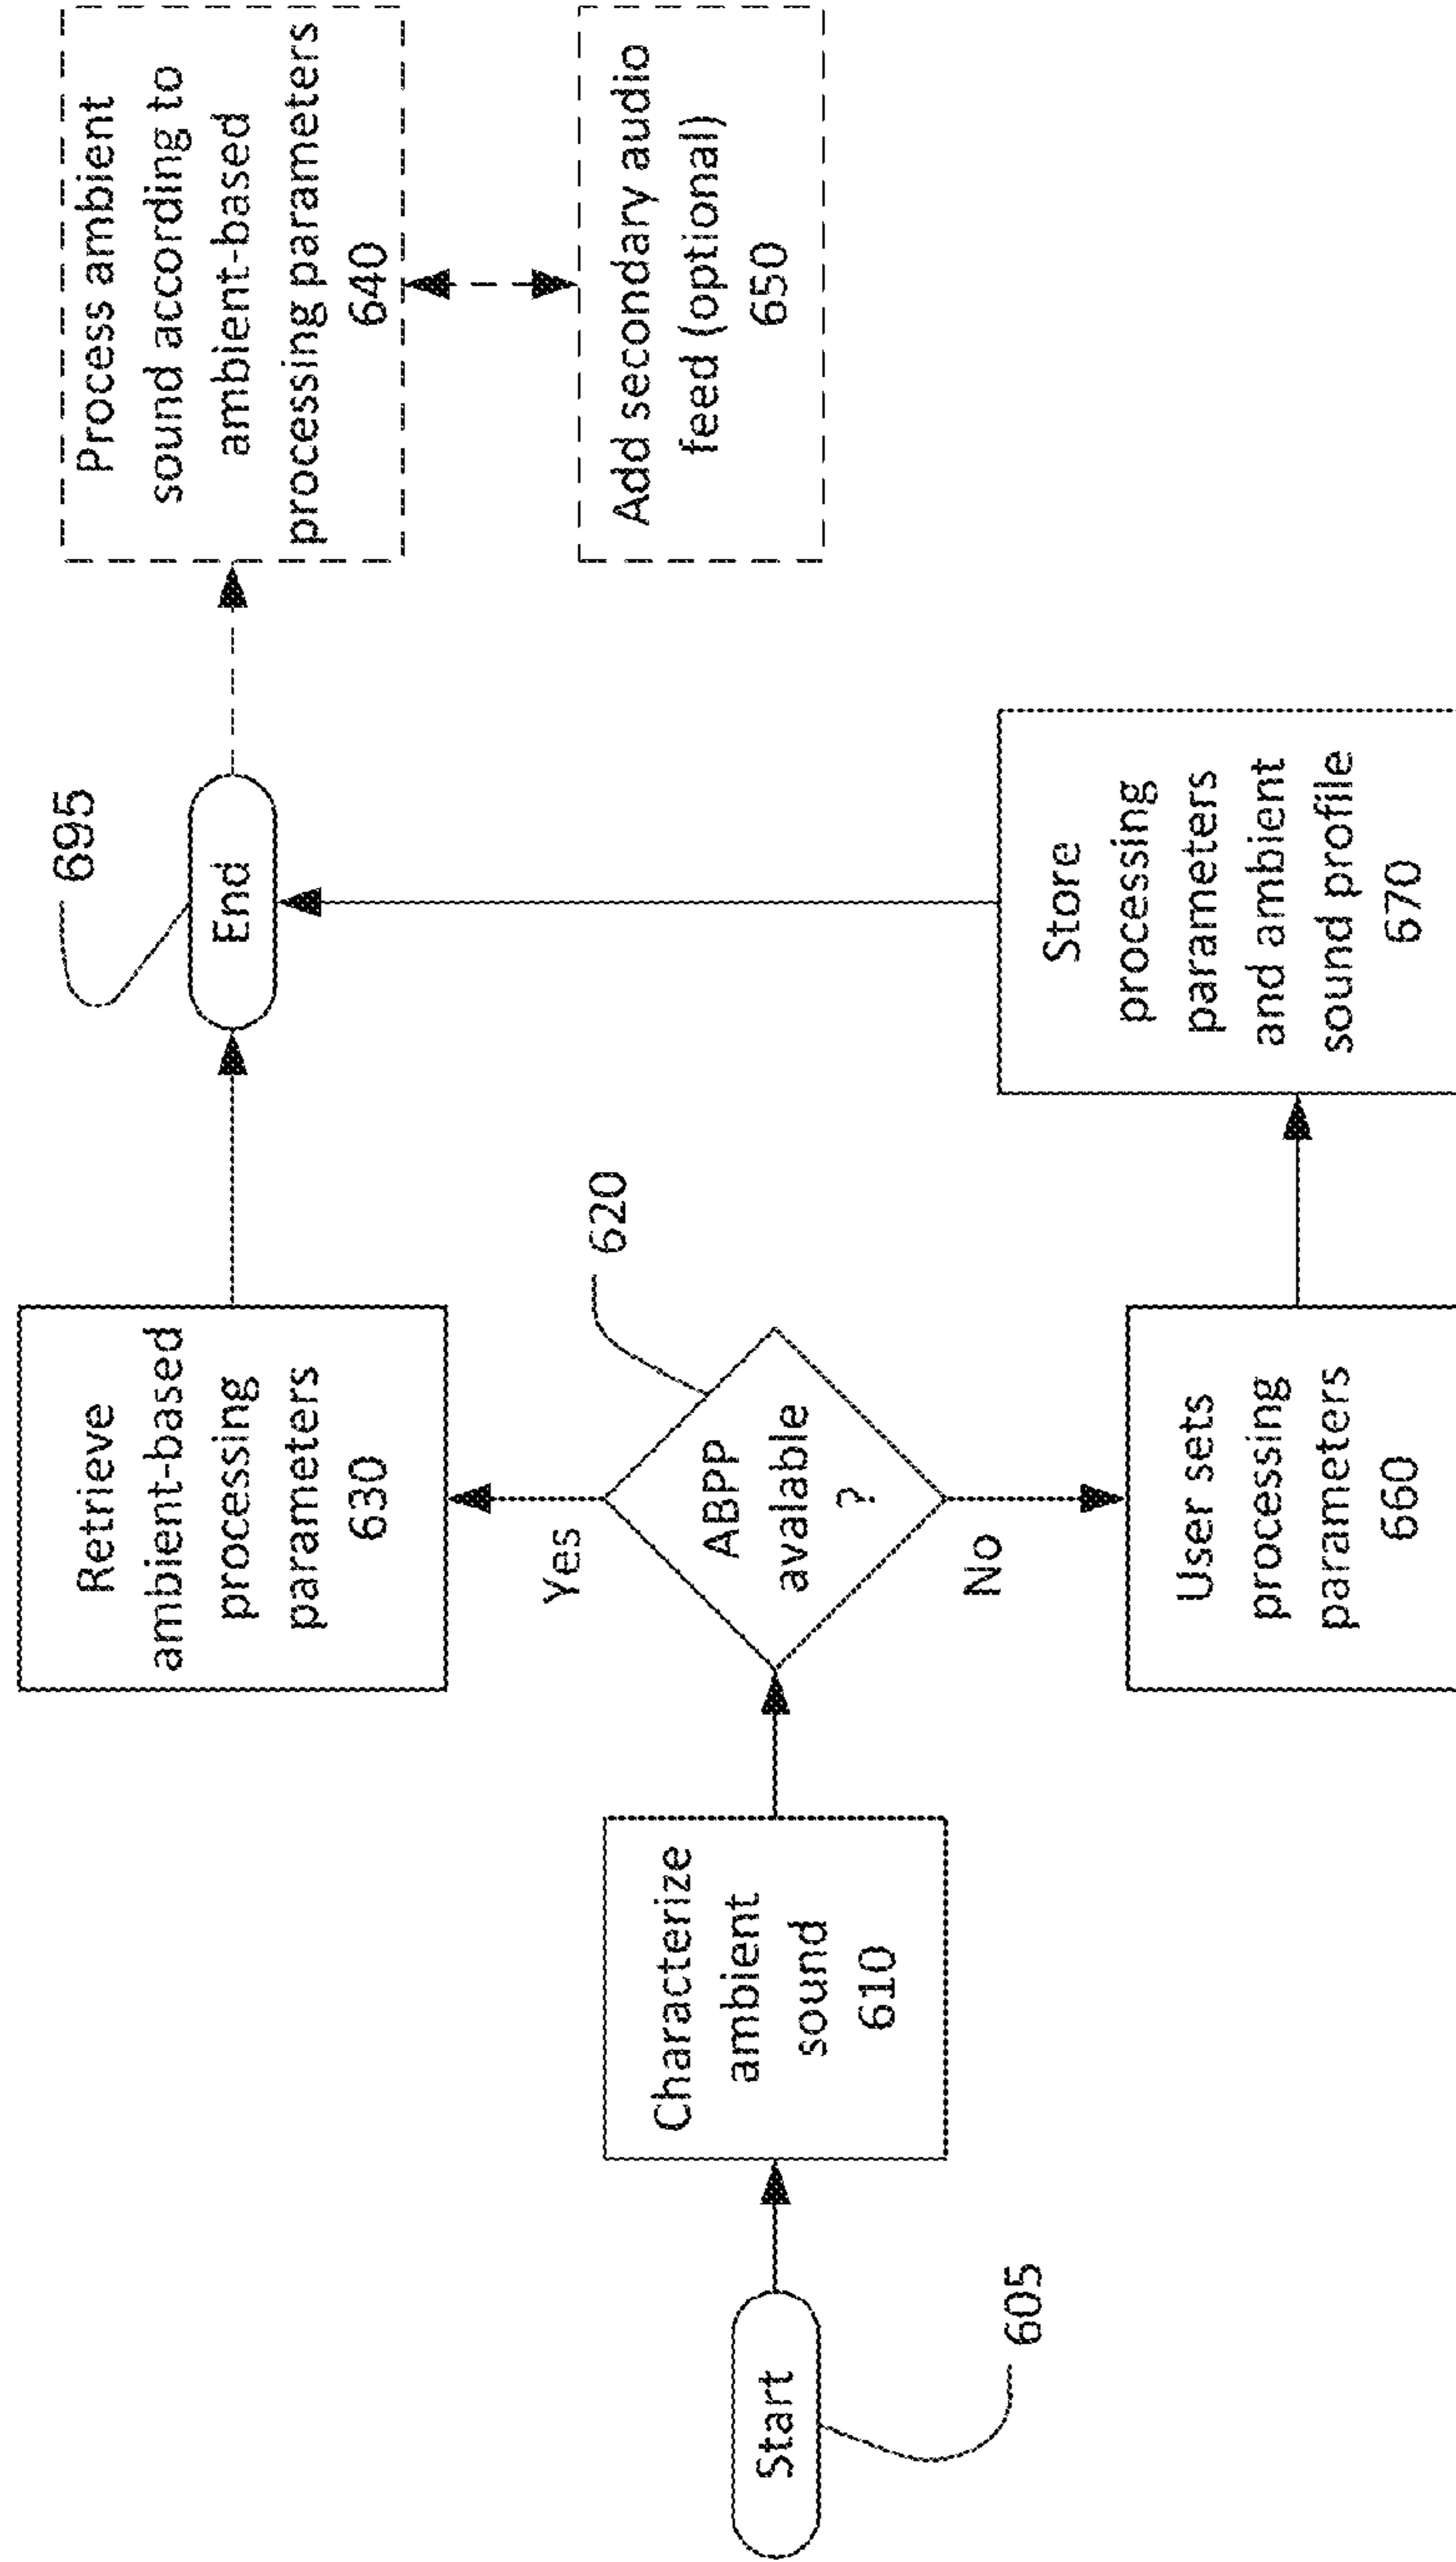 Start
605
Characterize
ambient
sound
610
ABPP
avalable
?
620
Yes
No
Retrieve
ambient-based
processing
parameters
630
User sets
processing
parameters
660
Store
processing
parameters
and ambient
sound profile
670
End
695
Process ambient
sound according to
ambient-based
processing parameters
640
Add secondary audio
feed (optional)
650